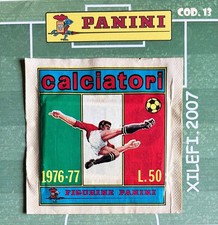 PANINI
COD. 13
calciatori
1976-77
L.50
FIGURINE PANINI
XILEFI.2007